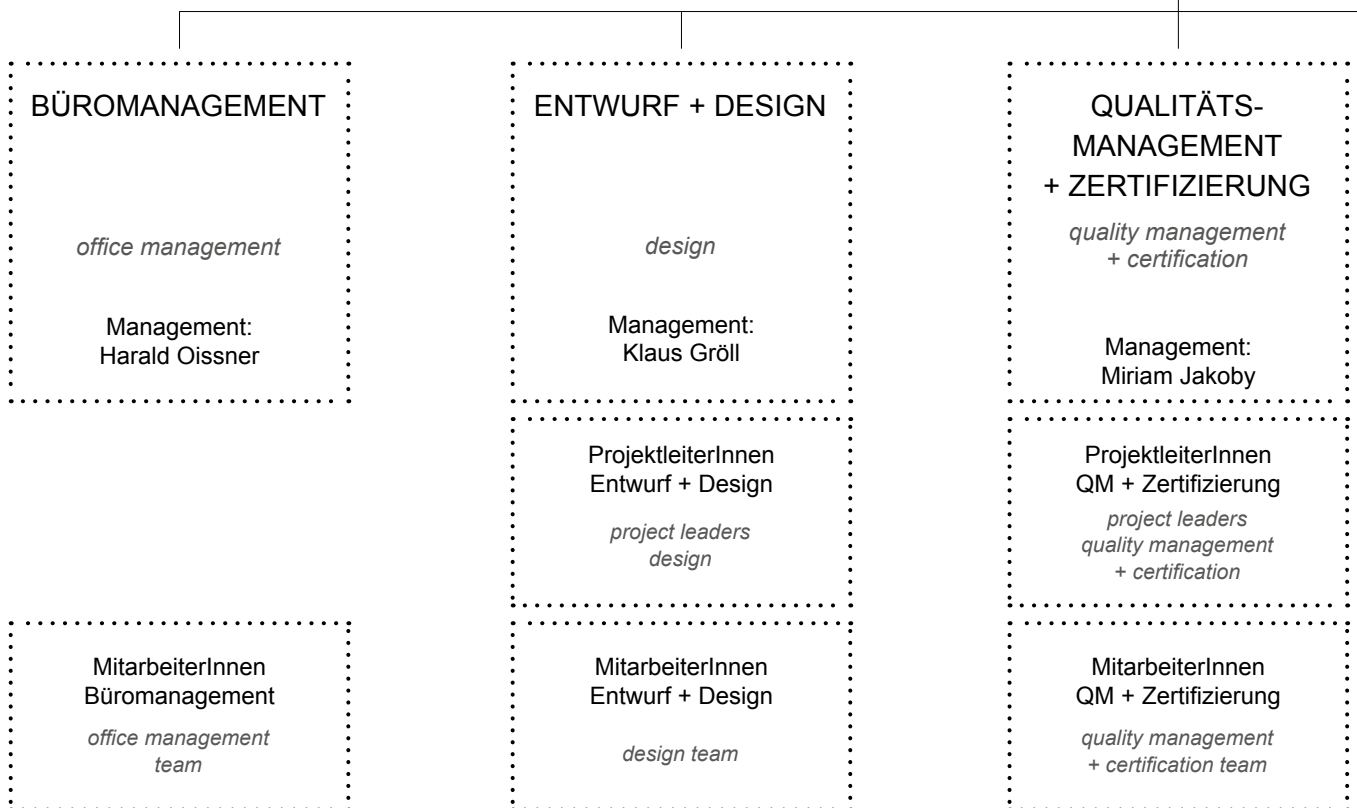 BÜROMANAGEMENT
office management
Management:
Harald Oissner
ENTWURF + DESIGN
design
Management:
Klaus Gröll
QUALITÄTS-
MANAGEMENT
+ ZERTIFIZIERUNG
quality management
+ certification
Management:
Miriam Jakoby
ProjektleiterInnen
Entwurf + Design
project leaders
design
ProjektleiterInnen
QM + Zertifizierung
project leaders
quality management
+ certification
MitarbeiterInnen
Büromanagement
office management
team
MitarbeiterInnen
Entwurf + Design
design team
MitarbeiterInnen
QM + Zertifizierung
quality management
+ certification team